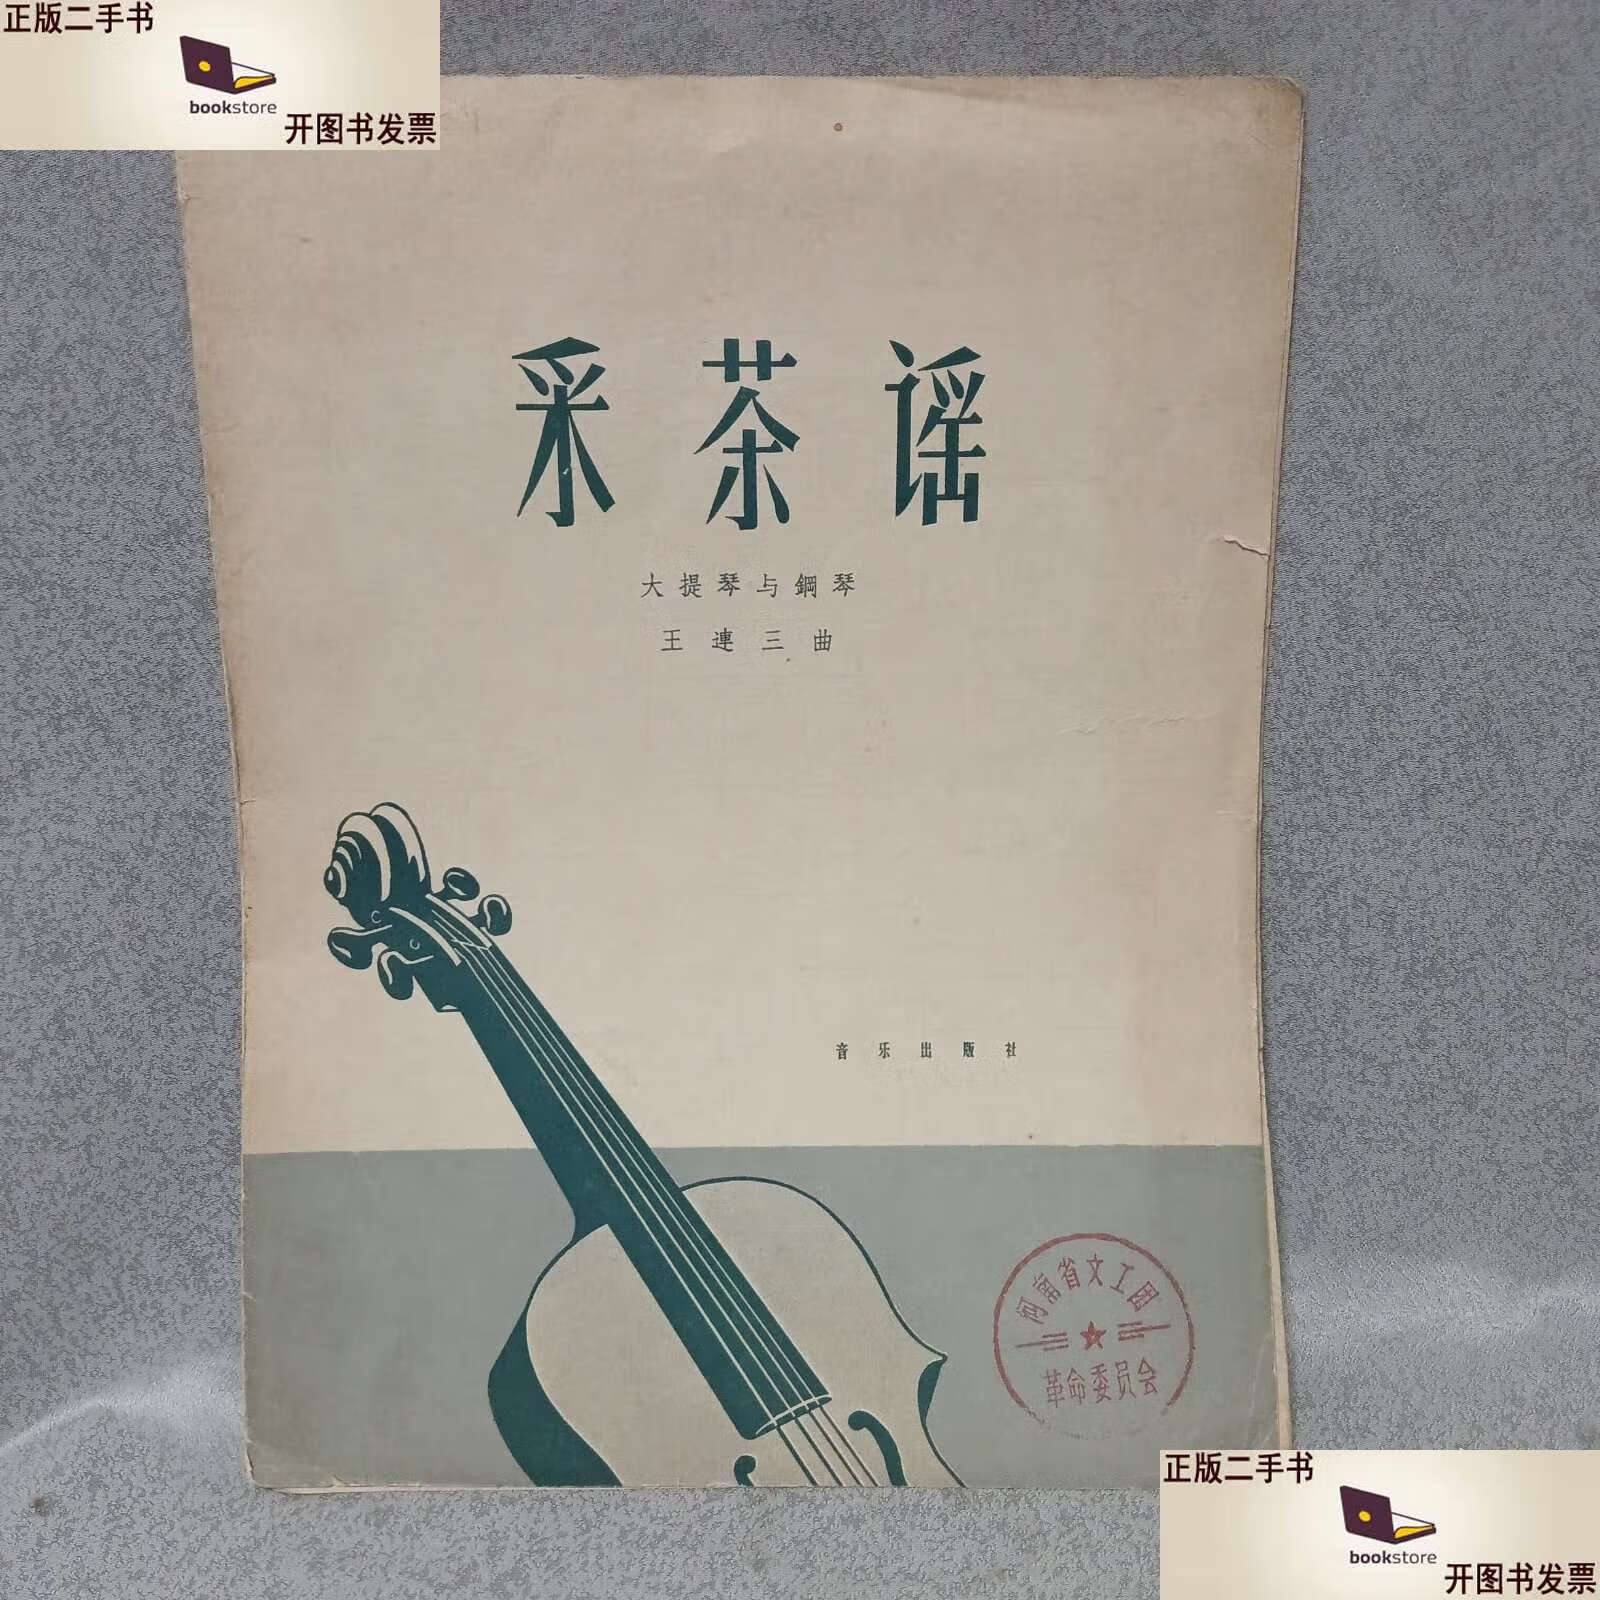 正版二手书
bookstore
开图书发票
采茶谣
大提琴与鋼琴
王連三曲
音乐出版社
河南省文工团
革命委员会
正版二手书
bookstore
开图书发票